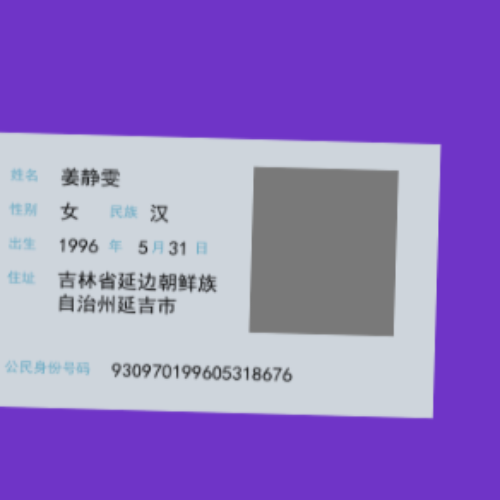 姓名 姜静雯
性别 女 民族 汉
出生 1996 年 5 月 31 日
住址 吉林省延边朝鲜族
自治州延吉市
公民身份号码 930970199605318676